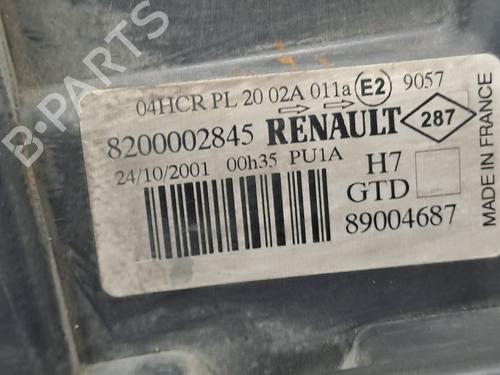 04HCR PL 20 02A 011a E2 9057
8200002845 RENAULT 287
24/10/2001 00h35 PU1A H7
GTD
89004687
MADE IN FRANCE
B-PARTS